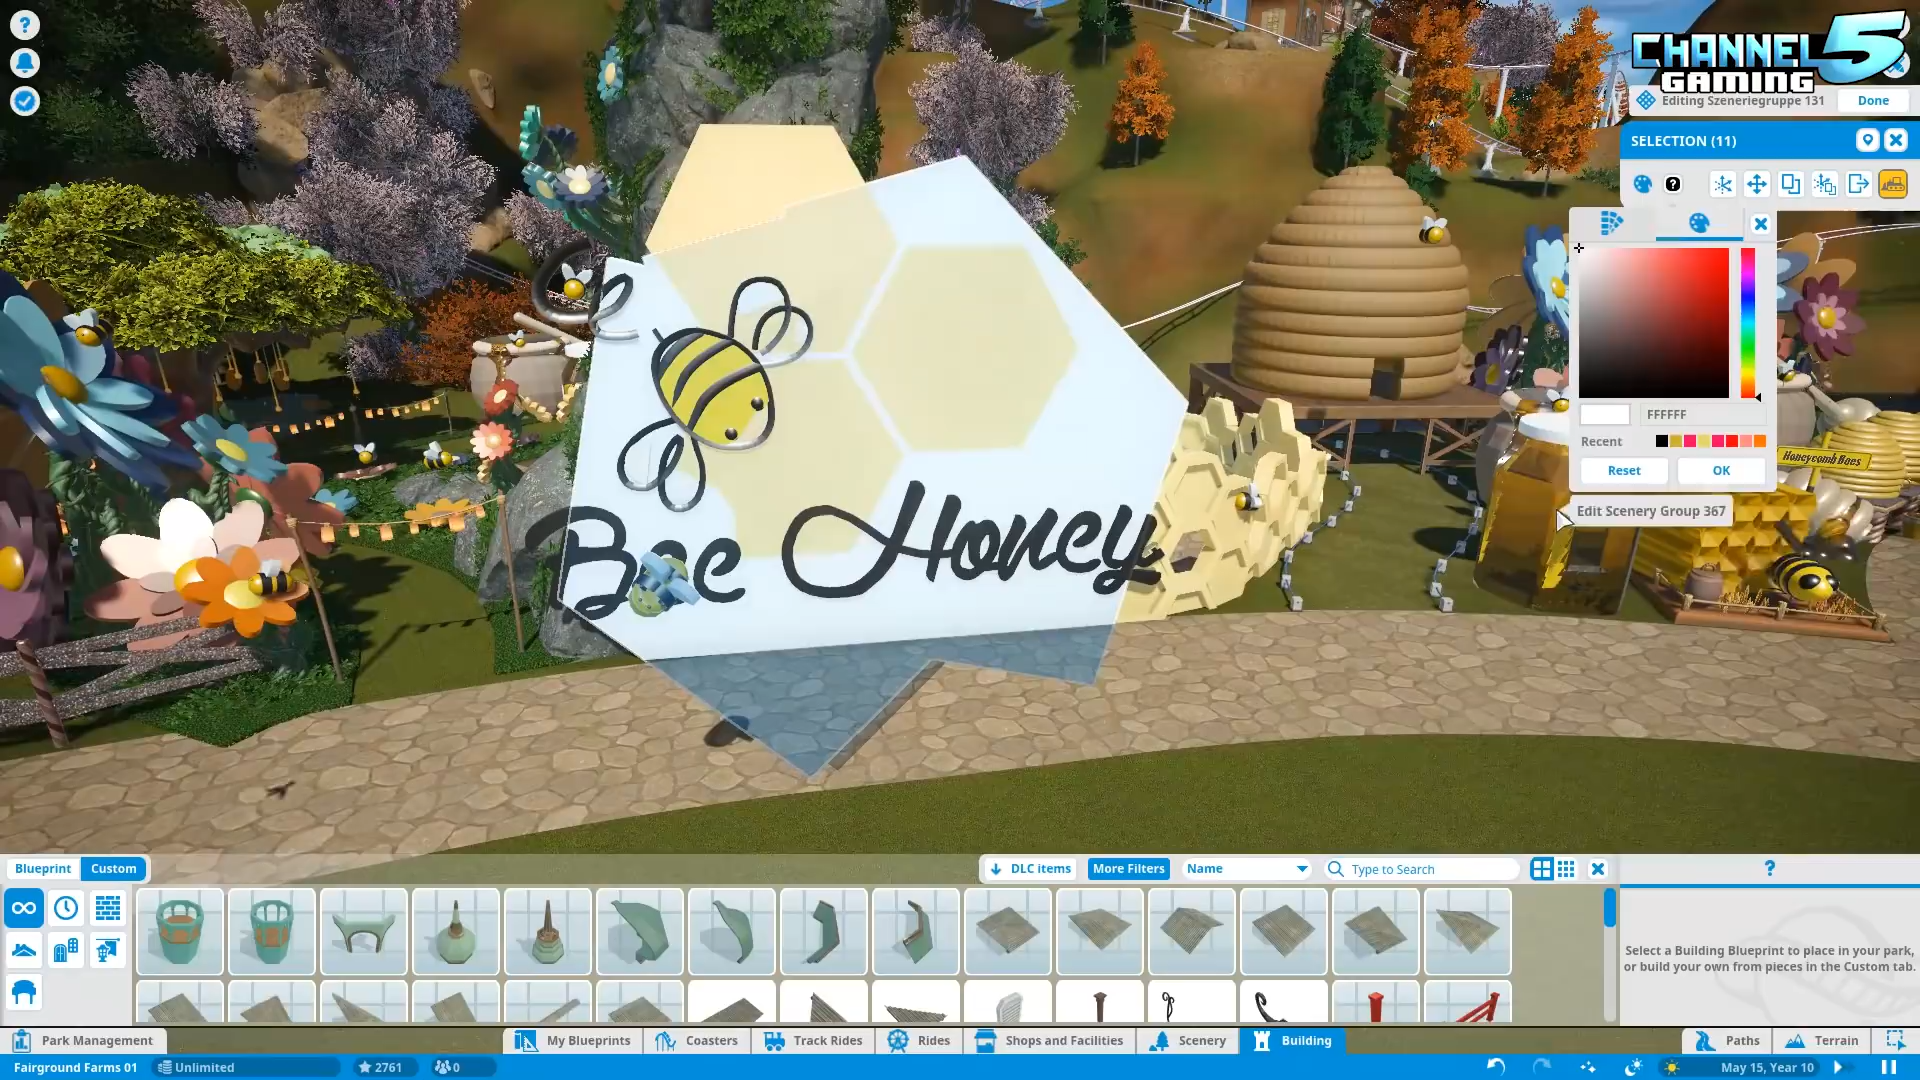 CHANNEL 5
GAMING
Editing Szeneriegruppe 131
Done
SELECTION (11)
FFFFFF
Recent
Reset
OK
Edit Scenery Group 367
Honeycomb Bees
Bee Honey
Blueprint
Custom
DLC items
More Filters
Name
Type to Search
Select a Building Blueprint to place in your park,
or build your own from pieces in the Custom tab.
Park Management
My Blueprints
Coasters
Track Rides
Rides
Shops and Facilities
Scenery
Building
Paths
Terrain
Fairground Farms 01
Unlimited
2761
0
May 15, Year 10